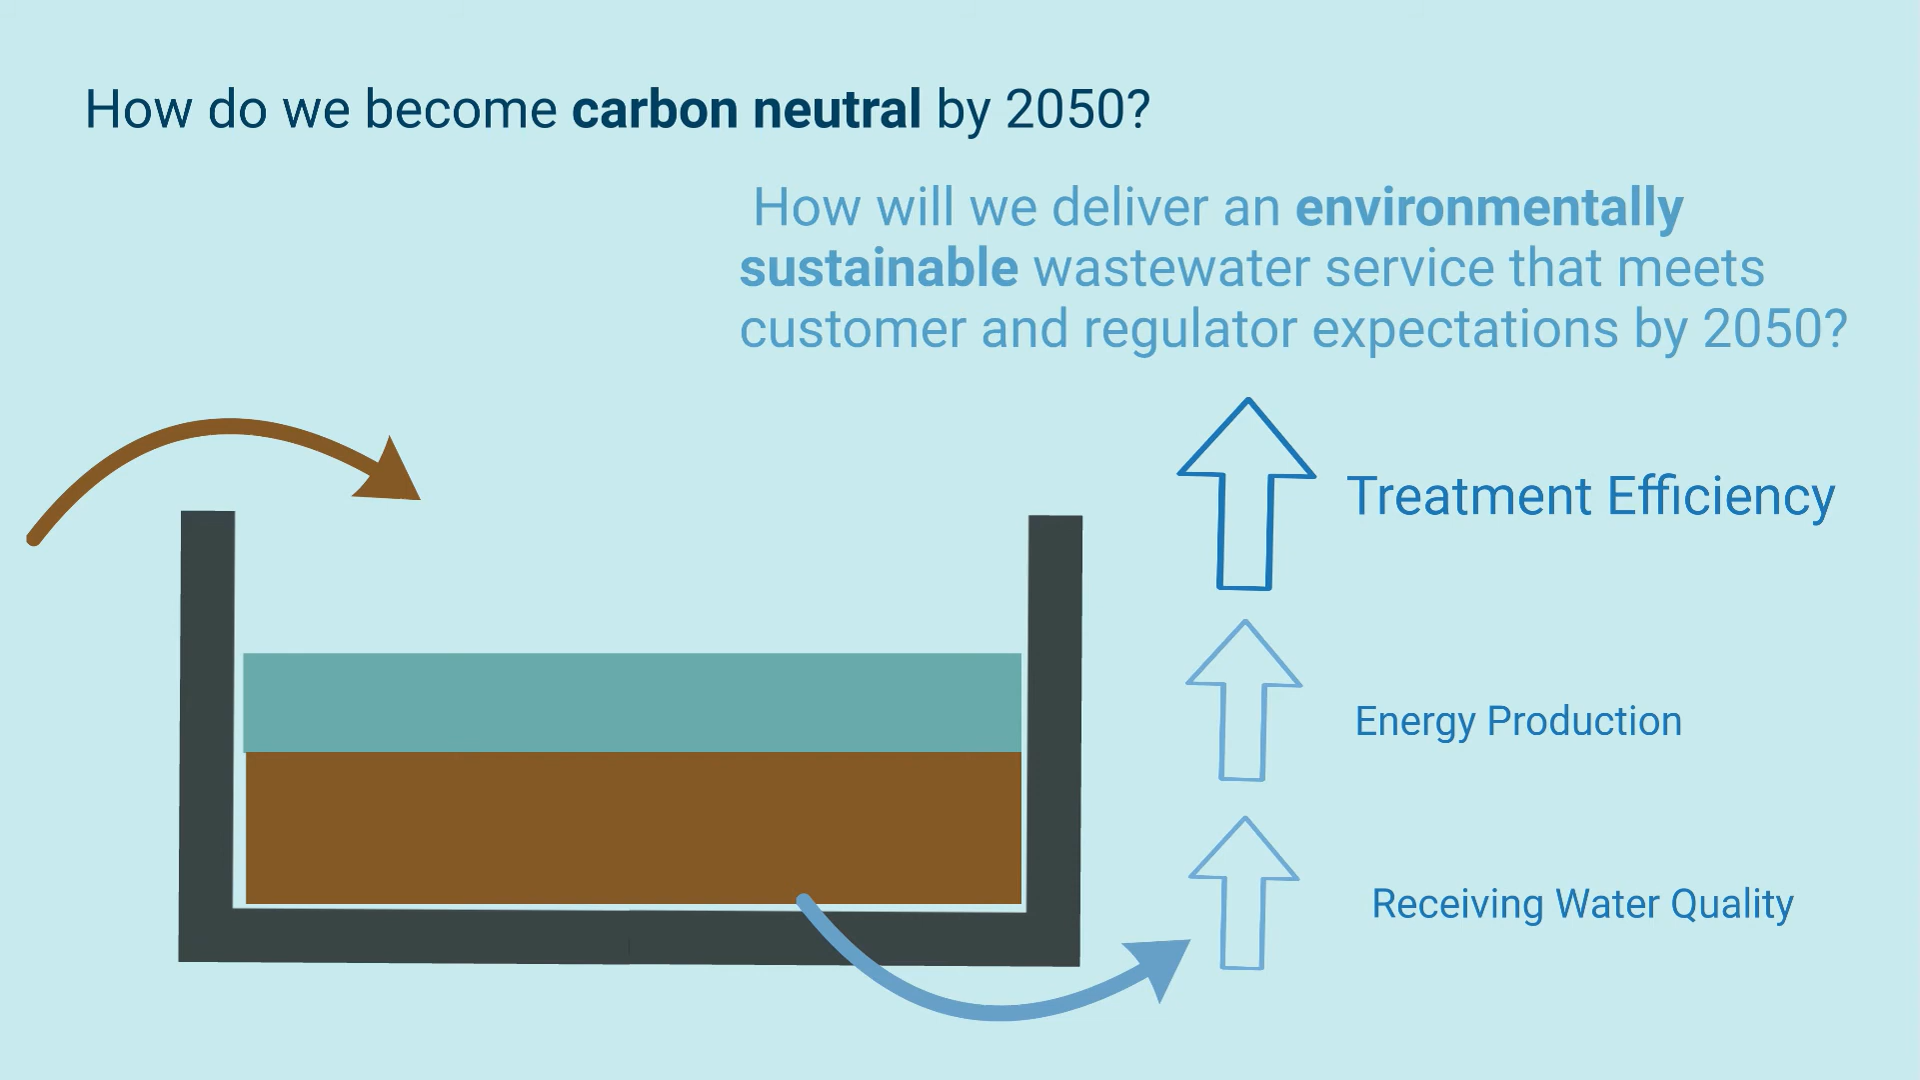 How do we become carbon neutral by 2050?
How will we deliver an environmentally
sustainable wastewater service that meets
customer and regulator expectations by 2050?
Treatment Efficiency
Energy Production
Receiving Water Quality